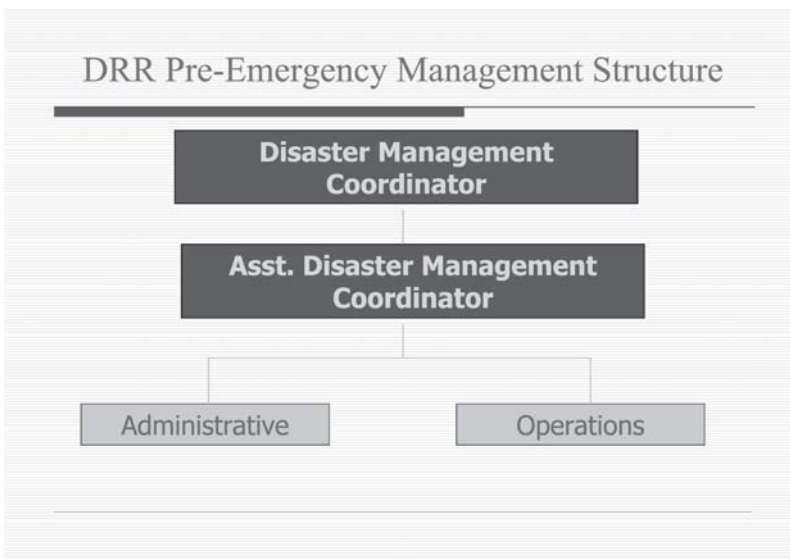 DRR Pre-Emergency Management Structure
Disaster Management
Coordinator
Asst. Disaster Management
Coordinator
Administrative
Operations